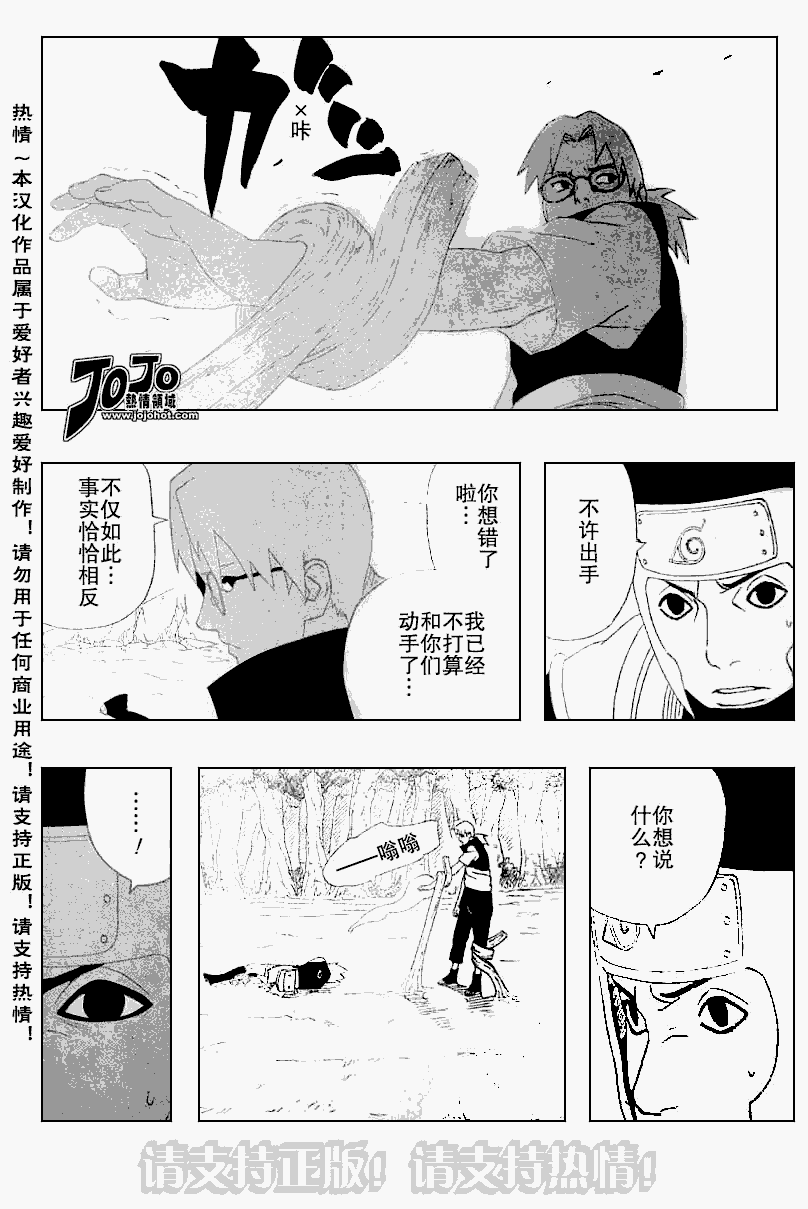 热情~本汉化作品属于爱好者兴趣爱好制作!请勿用于任何商业用途!请支持正版!请支持热情!
ガッ
×咔
JOJO
熱情領域
www.jojohot.com
不许出手
你想错了
啦…
我已经
不打算
和你们
动手了…
不仅如此…
事实恰恰相反
你想说
什么?
——嗡嗡
……!
请支持正版!请支持热情!